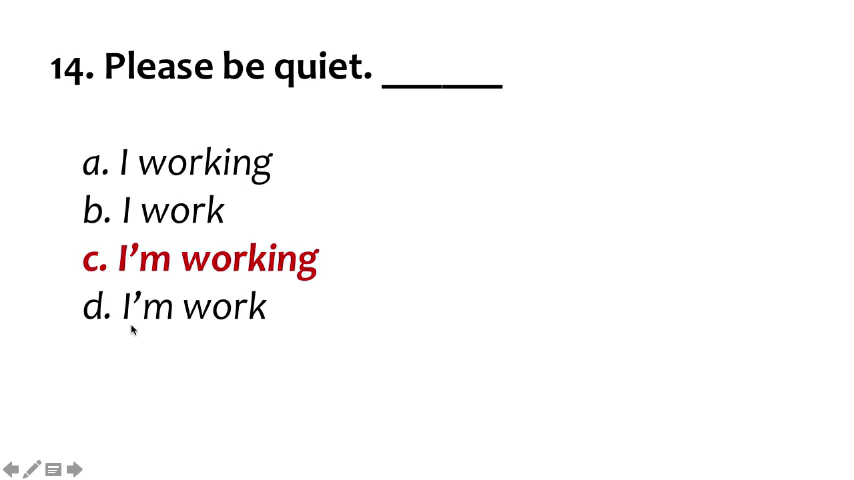 14. Please be quiet. ______
a. I working
b. I work
c. I’m working
d. I’m work